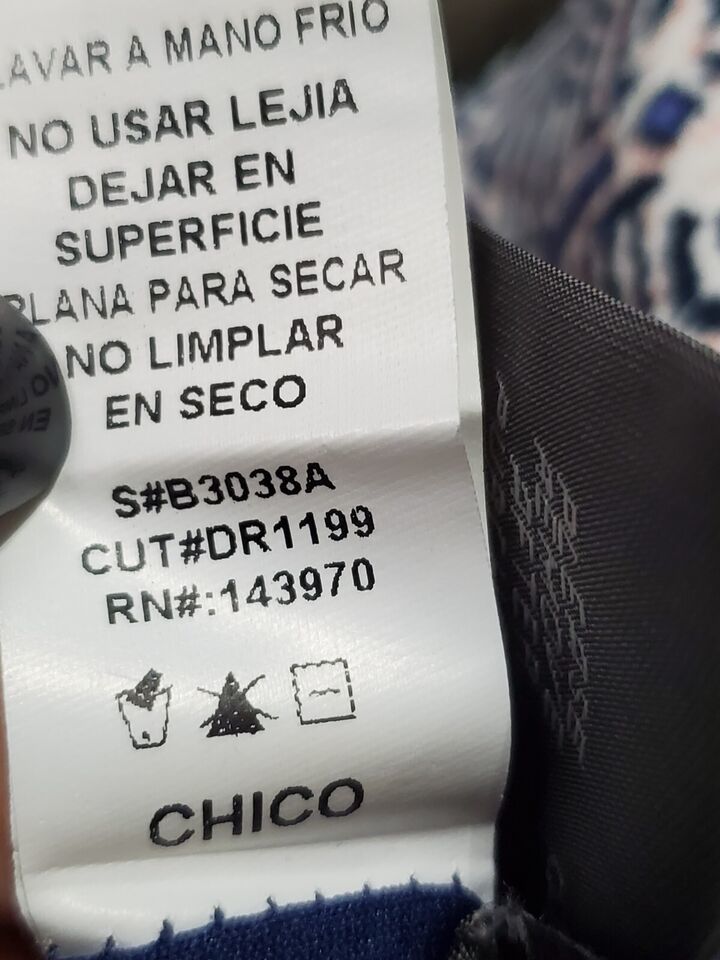 LAVAR A MANO FRIO
NO USAR LEJIA
DEJAR EN
SUPERFICIE
PLANA PARA SECAR
NO LIMPLAR
EN SECO
S#B3038A
CUT#DR1199
RN#:143970
CHICO